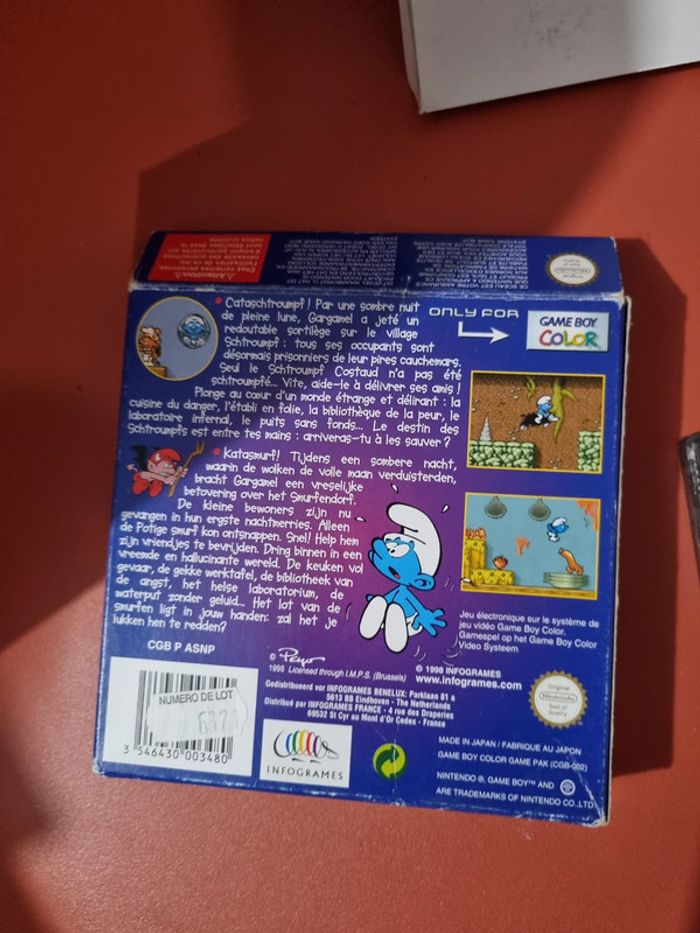 ⚠Attention⚠
ONLY FOR
GAME BOY
COLOR
Nintendo
• Cataschtroumpf! Par une sombre nuit
de pleine lune, Gargamel a jeté un
redoutable sortilège sur le village
Schtroumpf : tous ses occupants sont
désormais prisonniers de leur pires cauchemars.
Seul le Schtroumpf Costaud n'a pas été
schtroumpfé... Vite, aide-le à délivrer ses amis !
Plonge au cœur d'un monde étrange et délirant : la
cuisine du danger, l'établi en folie, la bibliothèque de la peur, le
laboratoire infernal, le puits sans fonds... Le destin des
Schtroumpfs est entre tes mains : arriveras-tu à les sauver ?
• Katasmurf! Tijdens een sombere nacht,
waarin de wolken de volle maan verduisterden,
bracht Gargamel een vreselijke
betovering over het Smurfendorf.
De kleine bewoners zijn nu
gevangen in hun ergste nachtmerries. Alleen
de Potige smurf kon ontsnappen. Snel! Help hem
zijn vriendjes te bevrijden. Dring binnen in een
vreemde en hallucinante wereld. De keuken vol
gevaar, de gekke werktafel, de bibliotheek van
de angst, het helse laboratorium, de
waterput zonder geluid... Het lot van de
smurfen ligt in jouw handen: zal het je
lukken hen te redden?
Jeu électronique sur le système de
jeu vidéo Game Boy Color.
Gamespel op het Game Boy Color
Video Systeem
CGB P ASNP
© Peyo
1998 Licensed through I.M.P.S. (Brussels)
© 1998 INFOGRAMES
www.infogrames.com
Gedistribueerd vor INFOGRAMES BENELUX: Parklaan 81 a
5613 BB Eindhoven - The Netherlands
Distribué par INFOGRAMES FRANCE - 4 rue des Draperies
69532 St Cyr au Mont d'Or Cedex - France
Original
Nintendo
Seal of
Quality
NUMERO DE LOT
3 546430 003480
INFOGRAMES
MADE IN JAPAN / FABRIQUE AU JAPON
GAME BOY COLOR GAME PAK (CGB-002)
NINTENDO ®, GAME BOY™ AND
ARE TRADEMARKS OF NINTENDO CO.,LTD.